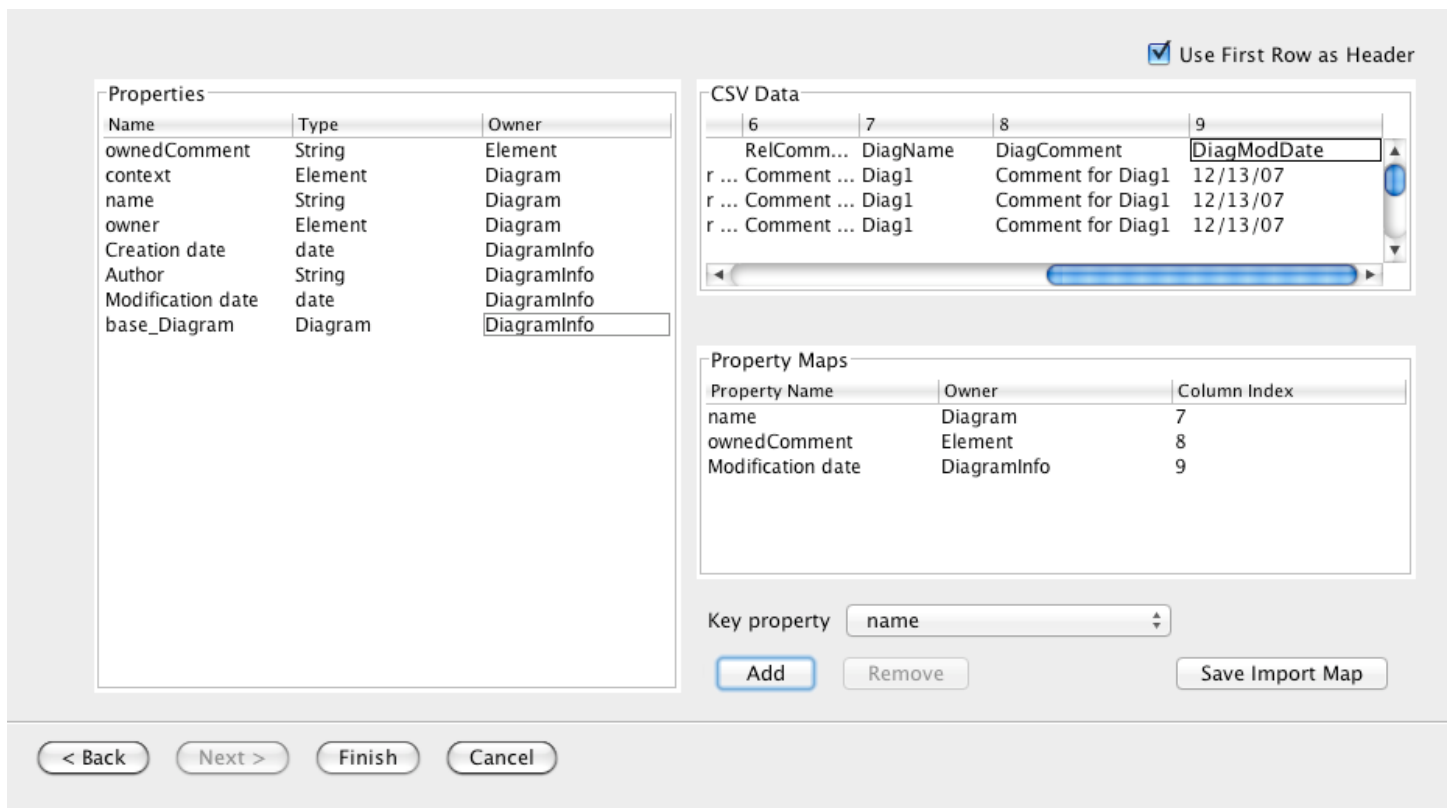 Use First Row as Header
Properties
Name Type Owner
ownedComment String Element
context Element Diagram
name String Diagram
owner Element Diagram
Creation date date DiagramInfo
Author String DiagramInfo
Modification date date DiagramInfo
base_Diagram Diagram DiagramInfo
CSV Data
6 7 8 9
RelComm... DiagName DiagComment DiagModDate
r ... Comment ... Diag1 Comment for Diag1 12/13/07
r ... Comment ... Diag1 Comment for Diag1 12/13/07
r ... Comment ... Diag1 Comment for Diag1 12/13/07
Property Maps
Property Name Owner Column Index
name Diagram 7
ownedComment Element 8
Modification date DiagramInfo 9
Key property name
Add Remove Save Import Map
< Back Next > Finish Cancel